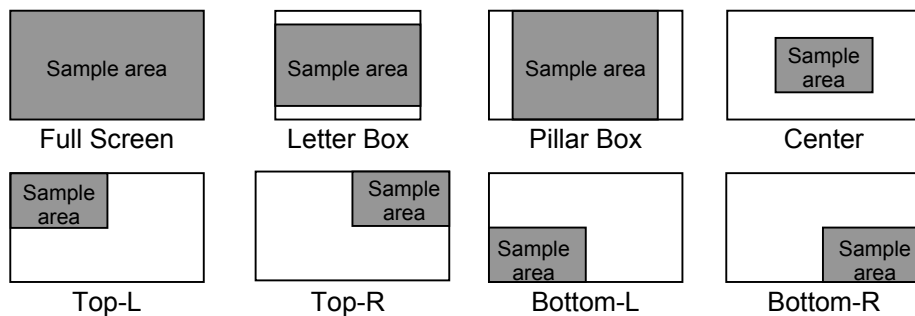 Sample area
Sample area
Sample area
Sample
area
Full Screen
Letter Box
Pillar Box
Center
Sample
area
Sample
area
Sample
area
Sample
area
Top-L
Top-R
Bottom-L
Bottom-R